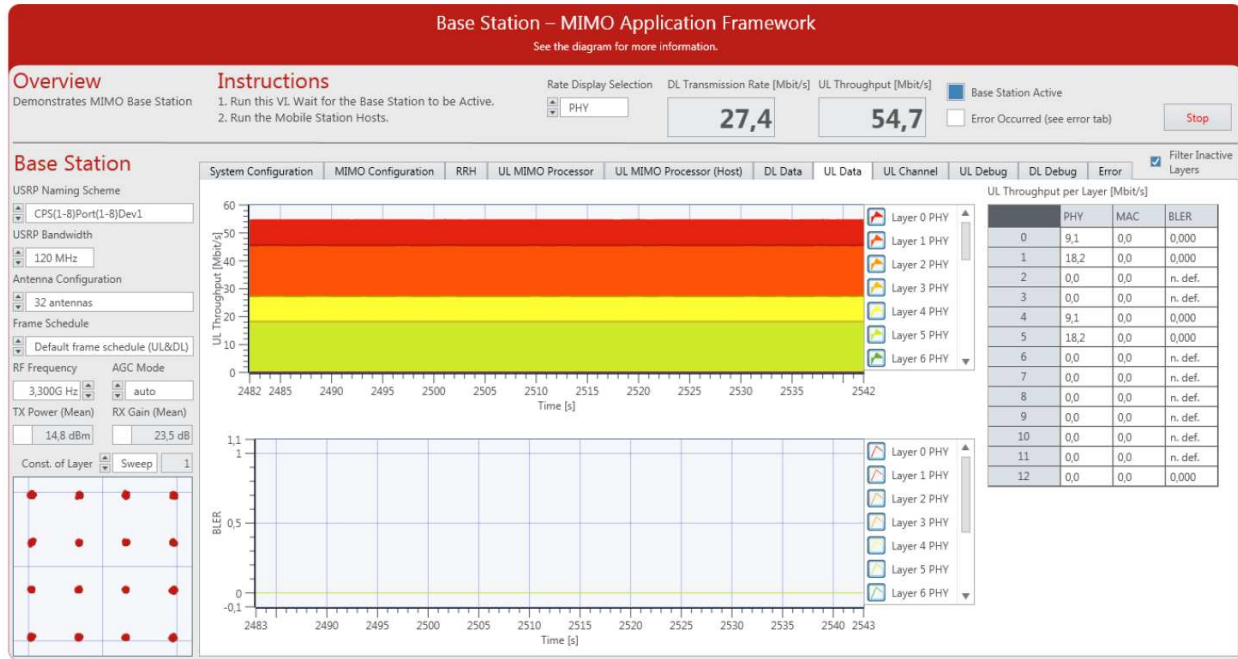 Base Station – MIMO Application Framework
See the diagram for more information.
Overview
Demonstrates MIMO Base Station
Instructions
1. Run this VI. Wait for the Base Station to be Active.
2. Run the Mobile Station Hosts.
Rate Display Selection
PHY
DL Transmission Rate [Mbit/s]
27,4
UL Throughput [Mbit/s]
54,7
Base Station Active
Error Occurred (see error tab)
Stop
Base Station
USRP Naming Scheme
CPS(1-8)Port(1-8)Dev1
USRP Bandwidth
120 MHz
Antenna Configuration
32 antennas
Frame Schedule
Default frame schedule (UL&DL)
RF Frequency AGC Mode
3,300G Hz auto
TX Power (Mean) RX Gain (Mean)
14,8 dBm 23,5 dB
Const. of Layer Sweep 1
System Configuration MIMO Configuration RRH UL MIMO Processor UL MIMO Processor (Host) DL Data UL Data UL Channel UL Debug DL Debug Error
Filter Inactive
Layers
UL Throughput [Mbit/s]
60
50
40
30
20
10
0
2482 2485 2490 2495 2500 2505 2510 2515 2520 2525 2530 2535 2542
Time [s]
Layer 0 PHY
Layer 1 PHY
Layer 2 PHY
Layer 3 PHY
Layer 4 PHY
Layer 5 PHY
Layer 6 PHY
BLER
1,1
1
0,5
0
-0,1
2483 2490 2495 2500 2505 2510 2515 2520 2525 2530 2535 2540 2543
Time [s]
Layer 0 PHY
Layer 1 PHY
Layer 2 PHY
Layer 3 PHY
Layer 4 PHY
Layer 5 PHY
Layer 6 PHY
UL Throughput per Layer [Mbit/s]
PHY MAC BLER
0 9,1 0,0 0,000
1 18,2 0,0 0,000
2 0,0 0,0 n. def.
3 0,0 0,0 n. def.
4 9,1 0,0 0,000
5 18,2 0,0 0,000
6 0,0 0,0 n. def.
7 0,0 0,0 n. def.
8 0,0 0,0 n. def.
9 0,0 0,0 n. def.
10 0,0 0,0 n. def.
11 0,0 0,0 n. def.
12 0,0 0,0 0,000